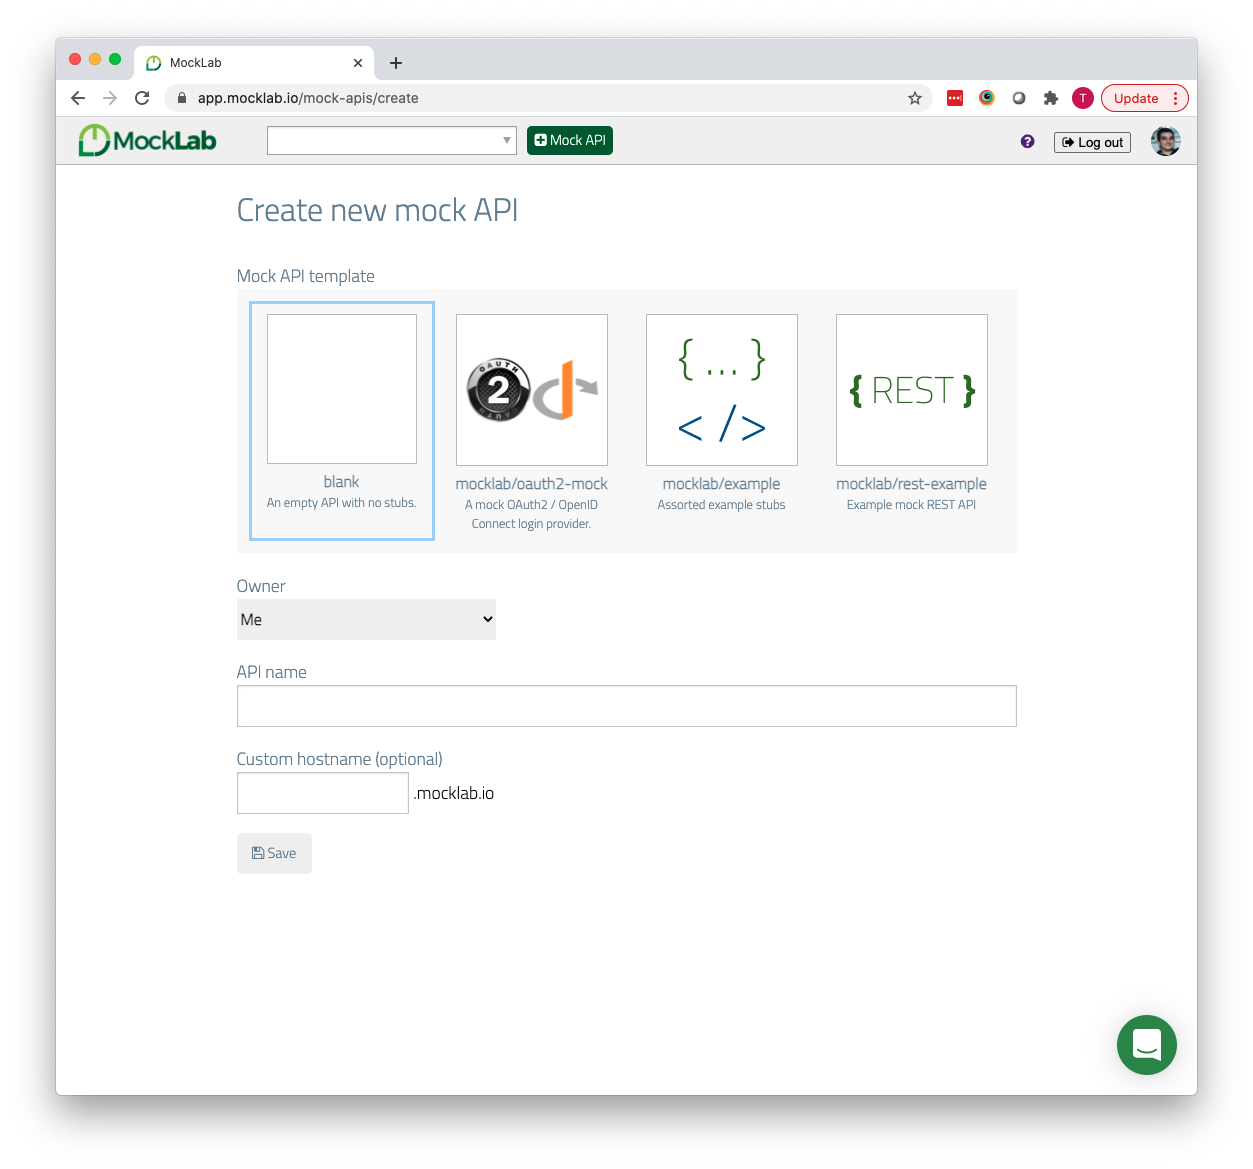 MockLab
app.mocklab.io/mock-apis/create
T
Update
MockLab
Mock API
?
Log out
Create new mock API
Mock API template
OAUTH
2
AUTH
{ ... }
< / >
{ REST }
blank
An empty API with no stubs.
mocklab/oauth2-mock
A mock OAuth2 / OpenID
Connect login provider.
mocklab/example
Assorted example stubs
mocklab/rest-example
Example mock REST API
Owner
Me
API name
Custom hostname (optional)
.mocklab.io
Save